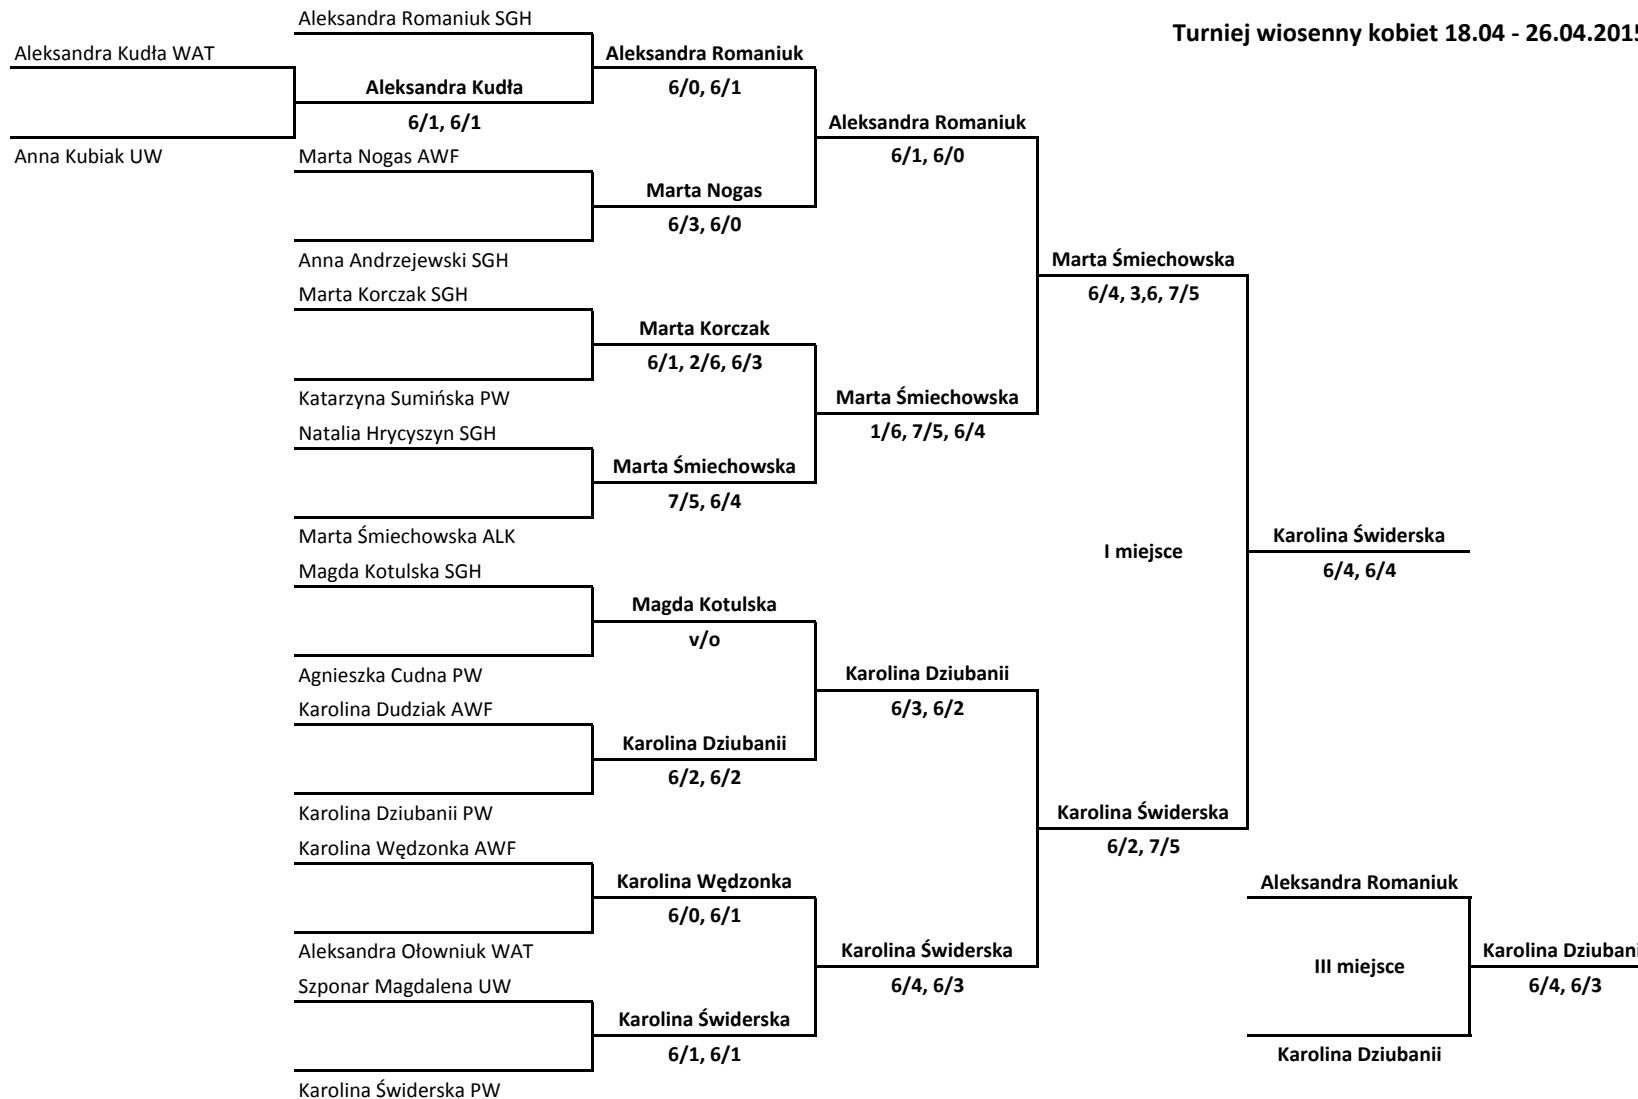 Aleksandra Romaniuk SGH
Turniej wiosenny kobiet 18.04 - 26.04.2015
Aleksandra Kudła WAT
Aleksandra Romaniuk
Aleksandra Kudła
6/0, 6/1
6/1, 6/1
Aleksandra Romaniuk
Anna Kubiak UW
Marta Nogas AWF
6/1, 6/0
Marta Nogas
6/3, 6/0
Anna Andrzejewski SGH
Marta Śmiechowska
Marta Korczak SGH
6/4, 3,6, 7/5
Marta Korczak
6/1, 2/6, 6/3
Katarzyna Sumińska PW
Marta Śmiechowska
Natalia Hrycyszyn SGH
1/6, 7/5, 6/4
Marta Śmiechowska
7/5, 6/4
Marta Śmiechowska ALK
I miejsce
Karolina Świderska
Magda Kotulska SGH
6/4, 6/4
Magda Kotulska
v/o
Agnieszka Cudna PW
Karolina Dziubanii
Karolina Dudziak AWF
6/3, 6/2
Karolina Dziubanii
6/2, 6/2
Karolina Dziubanii PW
Karolina Świderska
Karolina Wędzonka AWF
6/2, 7/5
Karolina Wędzonka
Aleksandra Romaniuk
6/0, 6/1
Aleksandra Ołowniuk WAT
Karolina Świderska
III miejsce
Karolina Dziubani
Szponar Magdalena UW
6/4, 6/3
6/4, 6/3
Karolina Świderska
6/1, 6/1
Karolina Dziubanii
Karolina Świderska PW